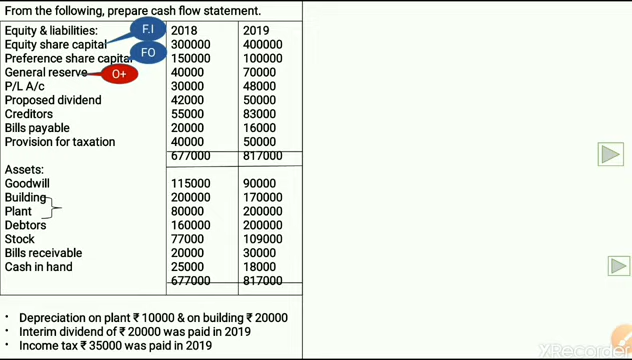 From the following, prepare cash flow statement.
Equity & liabilities: F.I 2018 2019
Equity share capital 300000 400000
Preference share capital FO 150000 100000
General reserve O+ 40000 70000
P/L A/c 30000 48000
Proposed dividend 42000 50000
Creditors 55000 83000
Bills payable 20000 16000
Provision for taxation 40000 50000
677000 817000
Assets:
Goodwill 115000 90000
Building 200000 170000
Plant 80000 200000
Debtors 160000 200000
Stock 77000 109000
Bills receivable 20000 30000
Cash in hand 25000 18000
677000 817000
• Depreciation on plant ₹ 10000 & on building ₹ 20000
• Interim dividend of ₹ 20000 was paid in 2019
• Income tax ₹ 35000 was paid in 2019
XRecorder